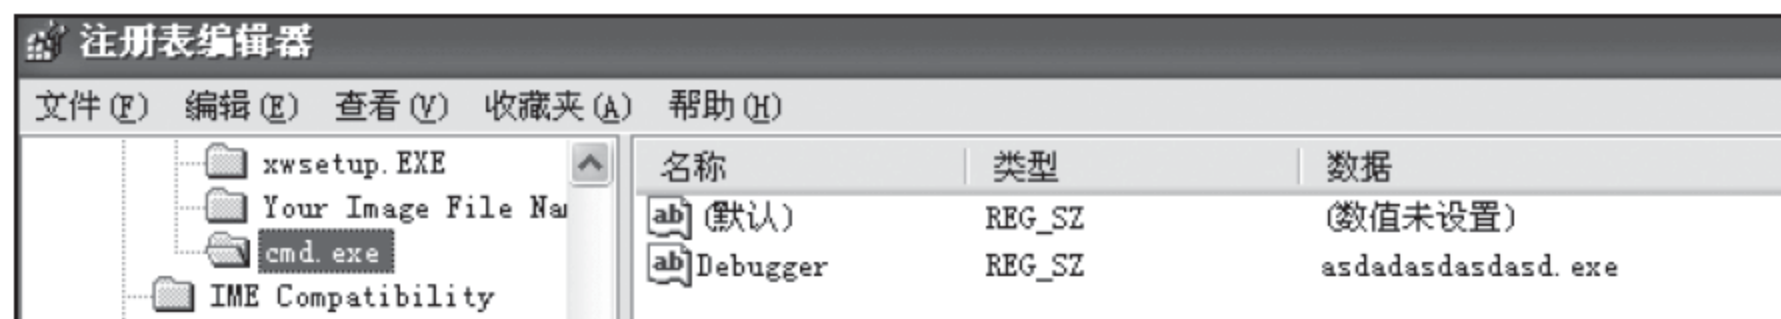 注册表编辑器
文件(F) 编辑(E) 查看(V) 收藏夹(A) 帮助(H)
xwsetup.EXE
Your Image File Na
cmd.exe
IME Compatibility
名称 类型 数据
ab (默认) REG_SZ (数值未设置)
ab Debugger REG_SZ asdadasdasdasd.exe